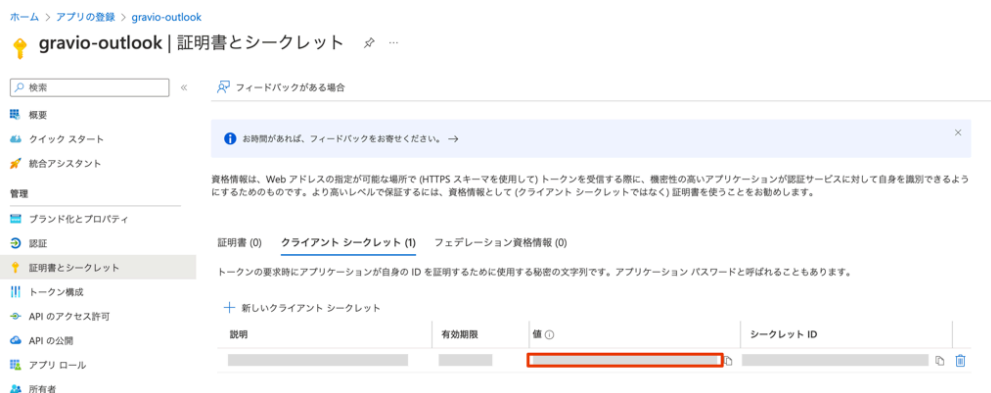 ホーム > アプリの登録 > gravio-outlook
gravio-outlook | 証明書とシークレット
検索
概要
クイック スタート
統合アシスタント
管理
ブランド化とプロパティ
認証
証明書とシークレット
トークン構成
API のアクセス許可
API の公開
アプリ ロール
所有者
フィードバックがある場合
お時間があれば、フィードバックをお寄せください。 →
資格情報は、Web アドレスの指定が可能な場所で (HTTPS スキーマを使用して) トークンを受信する際に、機密性の高いアプリケーションが認証サービスに対して自身を識別できるよう
にするためのものです。より高いレベルで保証するには、資格情報として (クライアント シークレットではなく) 証明書を使うことをお勧めします。
証明書 (0) クライアント シークレット (1) フェデレーション資格情報 (0)
トークンの要求時にアプリケーションが自身の ID を証明するために使用する秘密の文字列です。アプリケーション パスワードと呼ばれることもあります。
新しいクライアント シークレット
説明 有効期限 値 シークレット ID